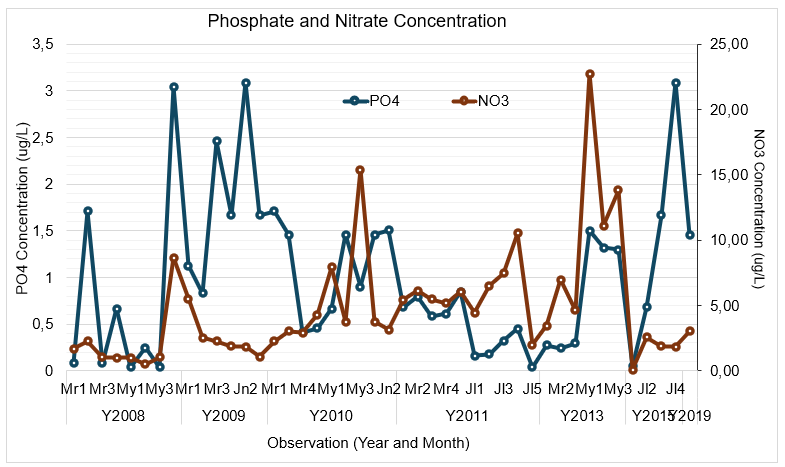 Phosphate and Nitrate Concentration
3,5
3
2,5
2
1,5
1
0,5
0
PO4 Concentration (ug/L)
PO4
NO3
25,00
20,00
15,00
10,00
5,00
0,00
NO3 Concentration (ug/L)
Mr1 Mr3 My1 My3 Mr1 Mr3 Jn2 Mr1 Mr4 My1 My3 Jn2 Mr2 Mr4 Jl1 Jl3 Jl5 Mr2 My1 My3 Jl2 Jl4
Y2008 Y2009 Y2010 Y2011 Y2013 Y2015 Y2019
Observation (Year and Month)